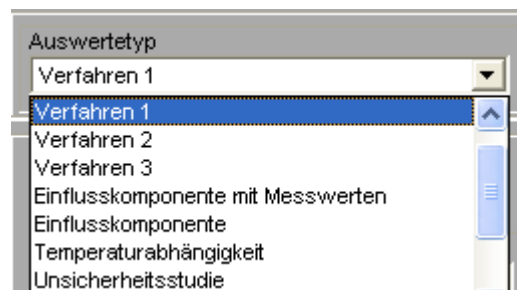 Auswertetyp
Verfahren 1
Verfahren 1
Verfahren 2
Verfahren 3
Einflusskomponente mit Messwerten
Einflusskomponente
Temperaturabhängigkeit
Unsicherheitsstudie